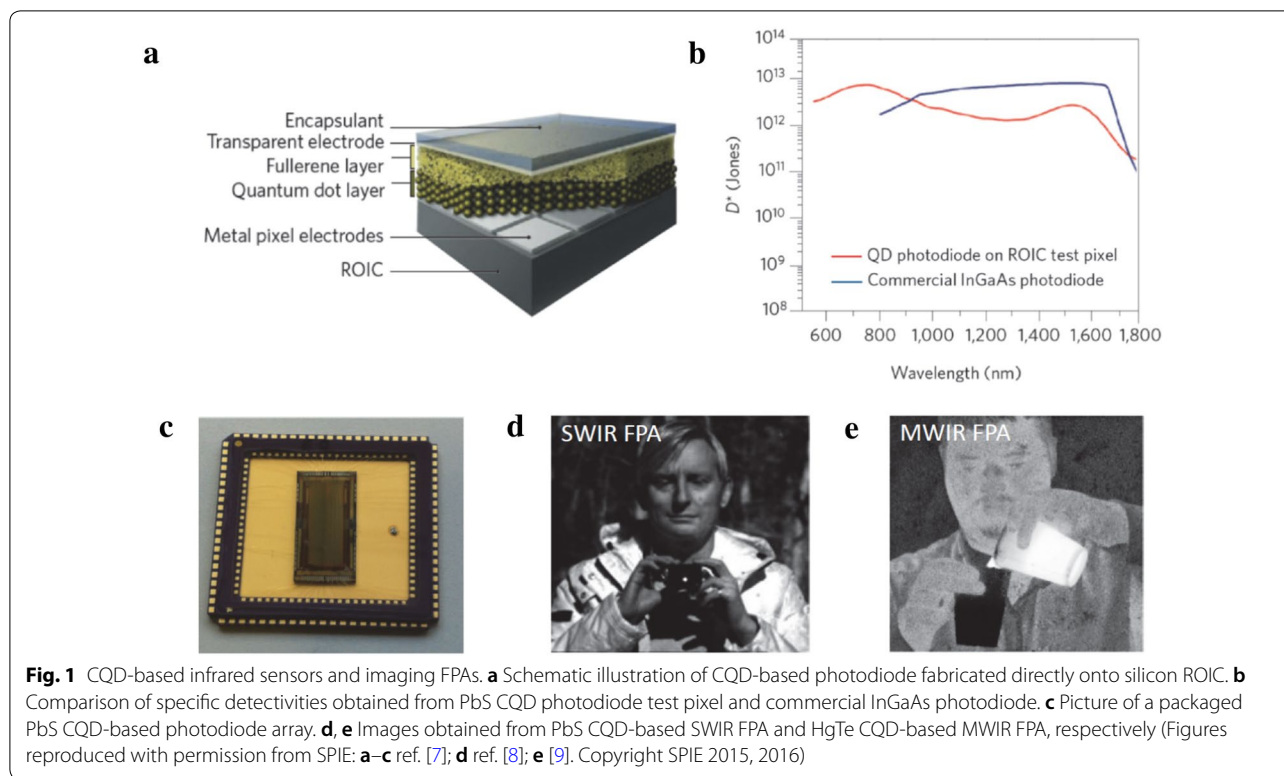 a
Encapsulant
Transparent electrode
Fullerene layer
Quantum dot layer
Metal pixel electrodes
ROIC
b
10¹⁴
10¹³
10¹²
10¹¹
10¹⁰
10⁹
10⁸
D* (Jones)
QD photodiode on ROIC test pixel
Commercial InGaAs photodiode
600 800 1,000 1,200 1,400 1,600 1,800
Wavelength (nm)
c
d
SWIR FPA
e
MWIR FPA
Fig. 1 CQD-based infrared sensors and imaging FPAs. a Schematic illustration of CQD-based photodiode fabricated directly onto silicon ROIC. b
Comparison of specific detectivities obtained from PbS CQD photodiode test pixel and commercial InGaAs photodiode. c Picture of a packaged
PbS CQD-based photodiode array. d, e Images obtained from PbS CQD-based SWIR FPA and HgTe CQD-based MWIR FPA, respectively (Figures
reproduced with permission from SPIE: a–c ref. [7]; d ref. [8]; e [9]. Copyright SPIE 2015, 2016)